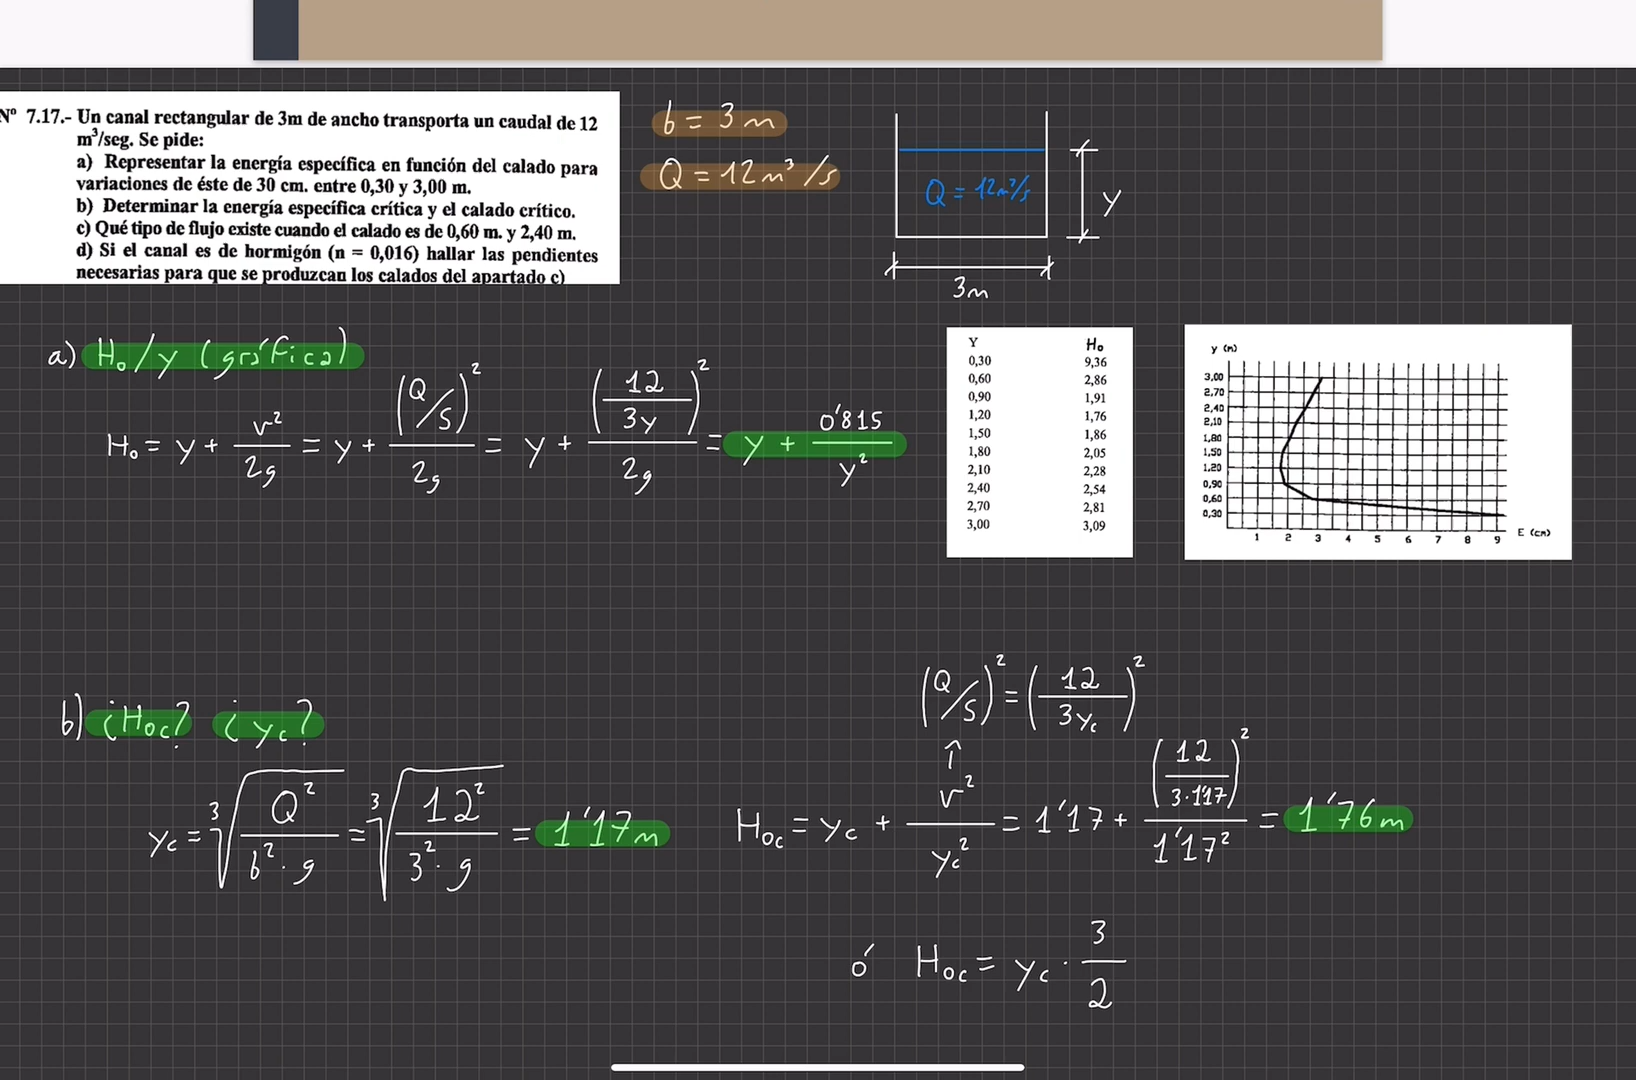 Nº 7.17.- Un canal rectangular de 3m de ancho transporta un caudal de 12
m³/seg. Se pide:
a) Representar la energía específica en función del calado para
variaciones de éste de 30 cm. entre 0,30 y 3,00 m.
b) Determinar la energía específica crítica y el calado crítico.
c) Qué tipo de flujo existe cuando el calado es de 0,60 m. y 2,40 m.
d) Si el canal es de hormigón (n = 0,016) hallar las pendientes
necesarias para que se produzcan los calados del apartado c)
b = 3 m
Q = 12 m³/s
Q = 12 m³/s
y
3m
a) H₀/y (gráfica)
H₀ = y + v²/2g = y + (Q/S)²/2g = y + (12/3y)²/2g = y + 0'815/y²
Y H₀
0,30 9,36
0,60 2,86
0,90 1,91
1,20 1,76
1,50 1,86
1,80 2,05
2,10 2,28
2,40 2,54
2,70 2,81
3,00 3,09
y (m)
3,00
2,70
2,40
2,10
1,80
1,50
1,20
0,90
0,60
0,30
1 2 3 4 5 6 7 8 9 E (cm)
b) ¿H₀c? ¿yc?
yc = ³√(Q²/b²·g) = ³√(12²/3²·g) = 1'17 m
(Q/S)² = (12/3yc)²
↑
H₀c = yc + v²/yc² = 1'17 + (12/3·1'17)²/1'17² = 1'76 m
ó H₀c = yc · 3/2